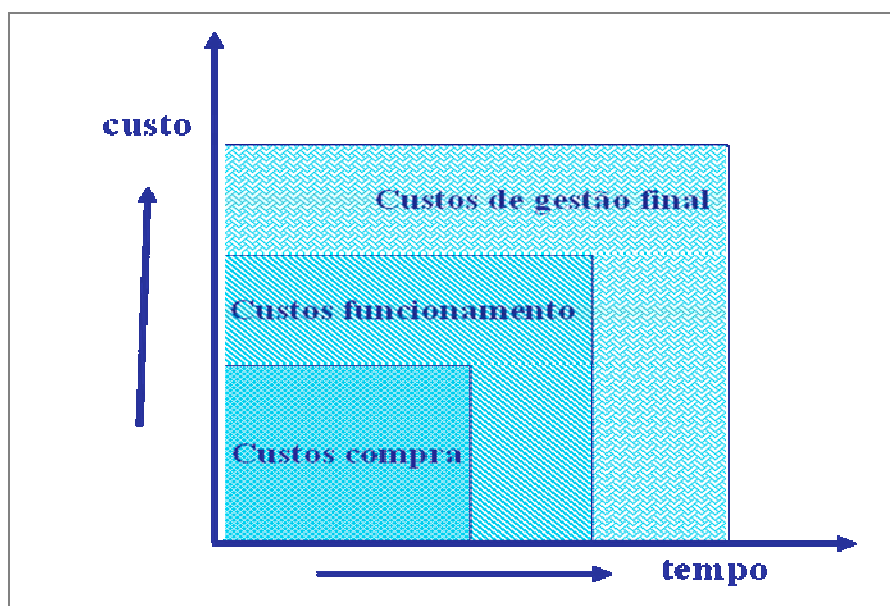 custo
Custos de gestão final
Custos funcionamento
Custos compra
tempo